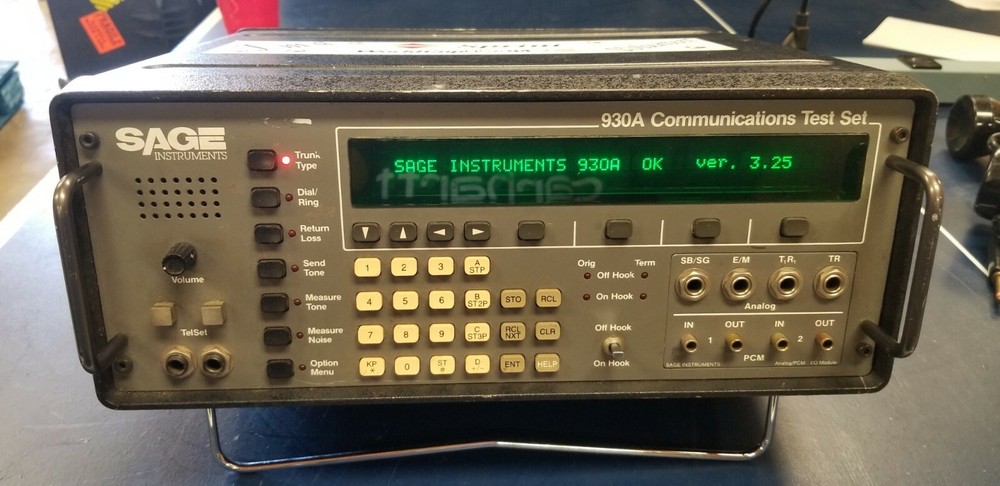 Sprint
SAGE
INSTRUMENTS
930A Communications Test Set
SAGE INSTRUMENTS 930A OK ver. 3.25
carhartt
Trunk
Type
Dial/
Ring
Return
Loss
Send
Tone
Measure
Tone
Measure
Noise
Option
Menu
Volume
TelSet
1 2 3 A
STP
4 5 6 B
ST2P
STO RCL
7 8 9 C
ST3P
RCL
NXT
CLR
KP
*
0 ST
#
D
+/-
ENT HELP
Orig Term
Off Hook
On Hook
Off Hook
On Hook
SB/SG E/M T₁R₁ TR
Analog
IN OUT IN OUT
1 2
PCM
SAGE INSTRUMENTS Analog/PCM I/O Module